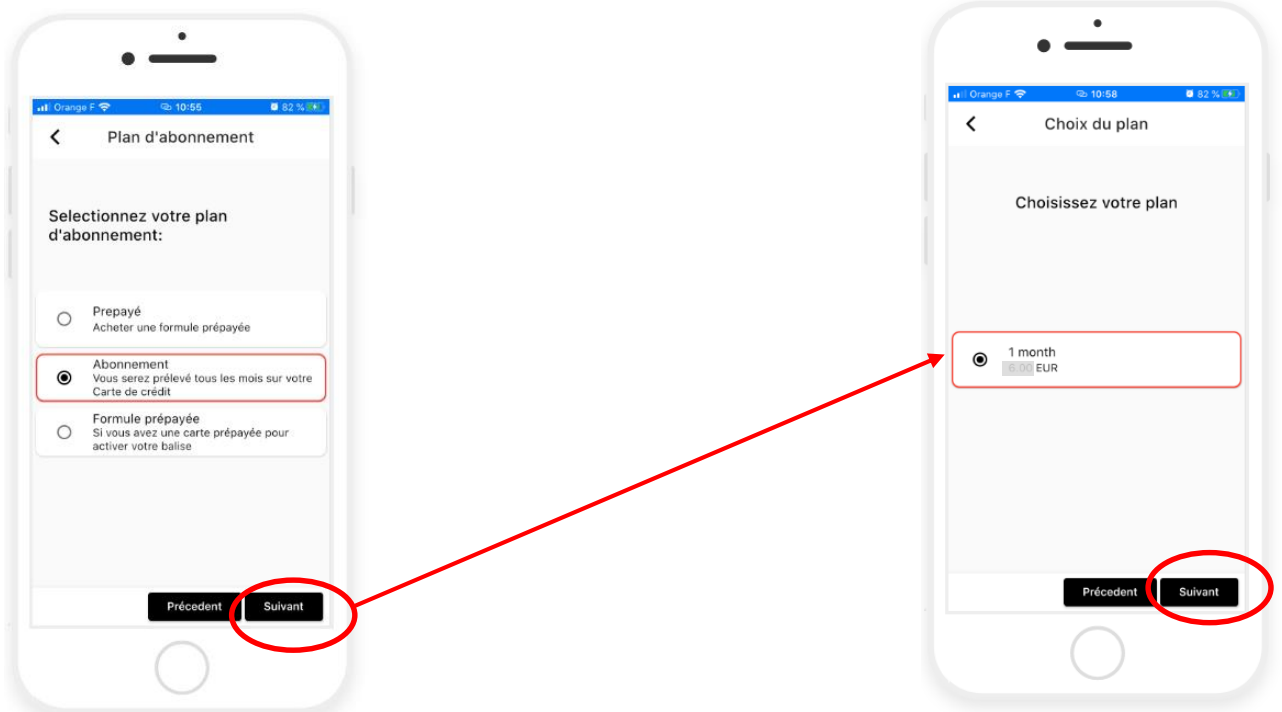 Orange F 10:55 82 %
Plan d'abonnement
Selectionnez votre plan
d'abonnement:
Prepayé
Acheter une formule prépayée
Abonnement
Vous serez prélevé tous les mois sur votre
Carte de crédit
Formule prépayée
Si vous avez une carte prépayée pour
activer votre balise
Précedent Suivant
Orange F 10:58 82 %
Choix du plan
Choisissez votre plan
1 month
6.00 EUR
Précedent Suivant